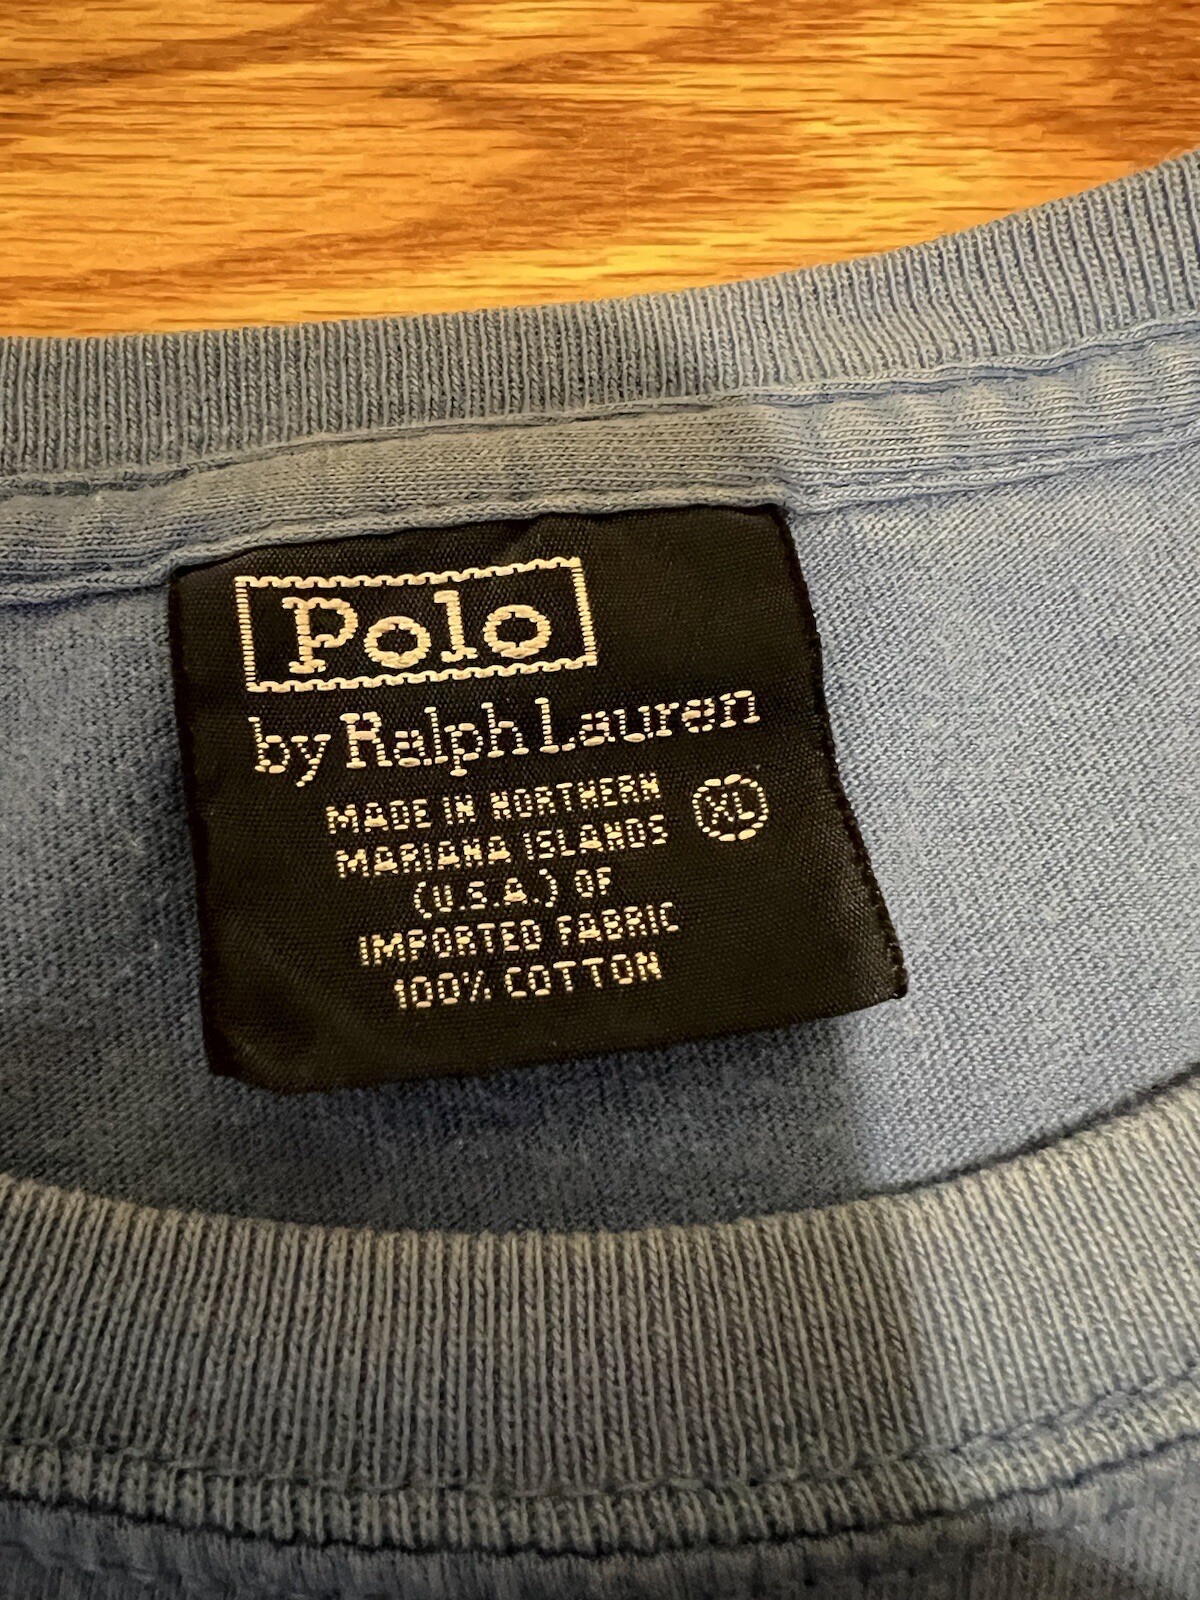 Polo
by Ralph Lauren
MADE IN NORTHERN
MARIANA ISLANDS
(U.S.A.) OF
IMPORTED FABRIC
100% COTTON
XL